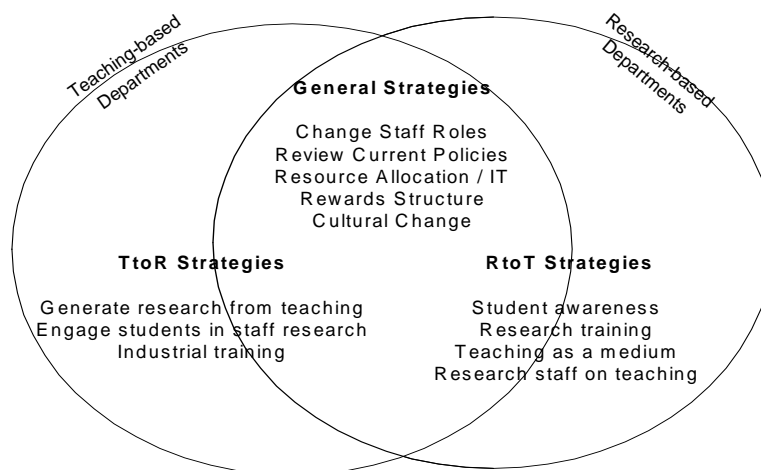 Teaching-based
Departments
Research-based
Departments
General Strategies
Change Staff Roles
Review Current Policies
Resource Allocation / IT
Rewards Structure
Cultural Change
TtoR Strategies
Generate research from teaching
Engage students in staff research
Industrial training
RtoT Strategies
Student awareness
Research training
Teaching as a medium
Research staff on teaching